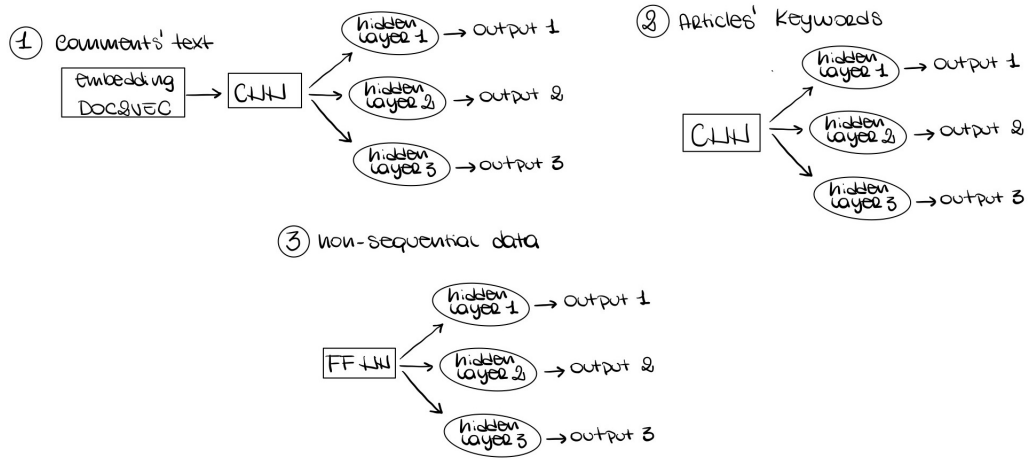 1 Comments' text
embedding
DOC2VEC
CNN
hidden
layer 1
output 1
hidden
layer 2
output 2
hidden
layer 3
output 3
2 Articles' Keywords
CNN
hidden
layer 1
output 1
hidden
layer 2
output 2
hidden
layer 3
output 3
3 non-sequential data
FF NN
hidden
layer 1
output 1
hidden
layer 2
output 2
hidden
layer 3
output 3